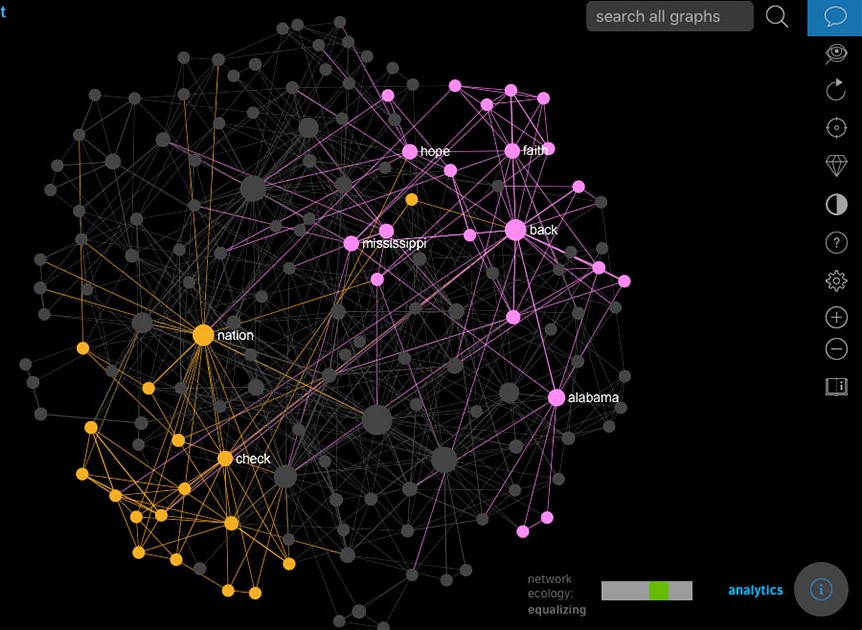 t
search all graphs
hope
faith
back
mississippi
nation
alabama
check
network
ecology:
equalizing
analytics